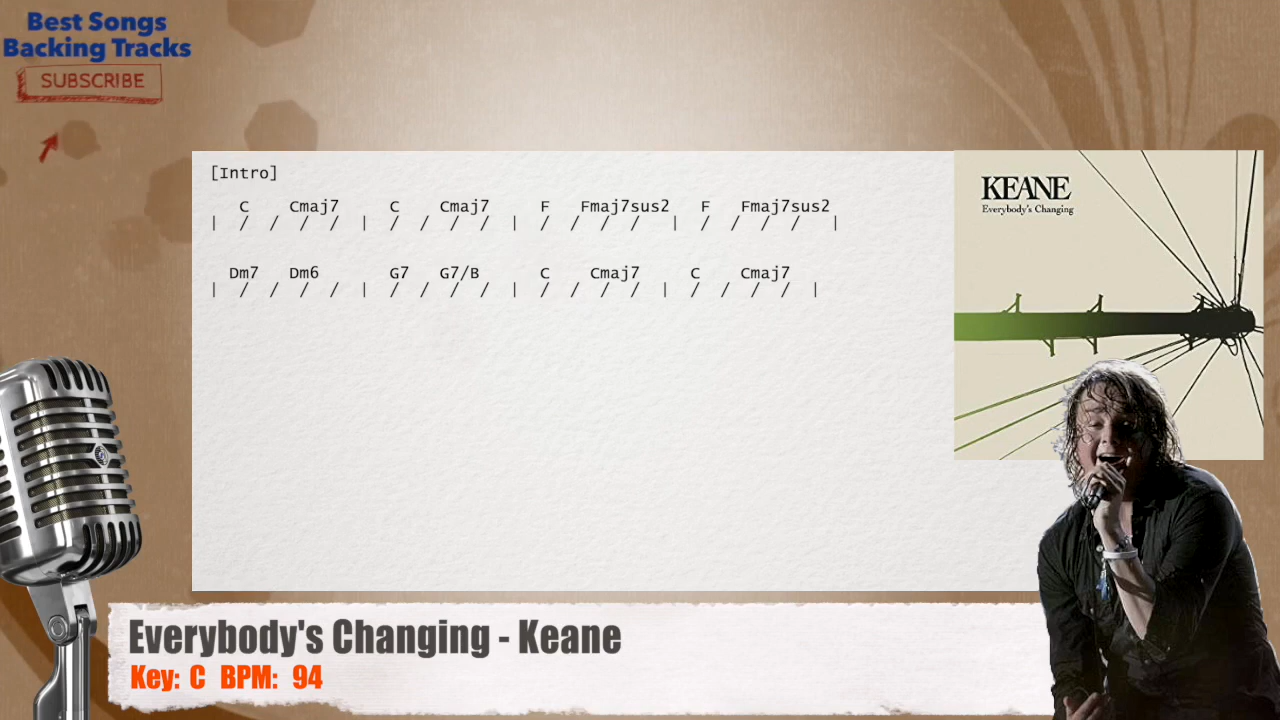 Best Songs
Backing Tracks
SUBSCRIBE
[Intro]
C Cmaj7 C Cmaj7 F Fmaj7sus2 F Fmaj7sus2
| / / / / | / / / / | / / / / | / / / / |
Dm7 Dm6 G7 G7/B C Cmaj7 C Cmaj7
| / / / / | / / / / | / / / / | / / / / |
KEANE
Everybody's Changing
Everybody's Changing - Keane
Key: C BPM: 94